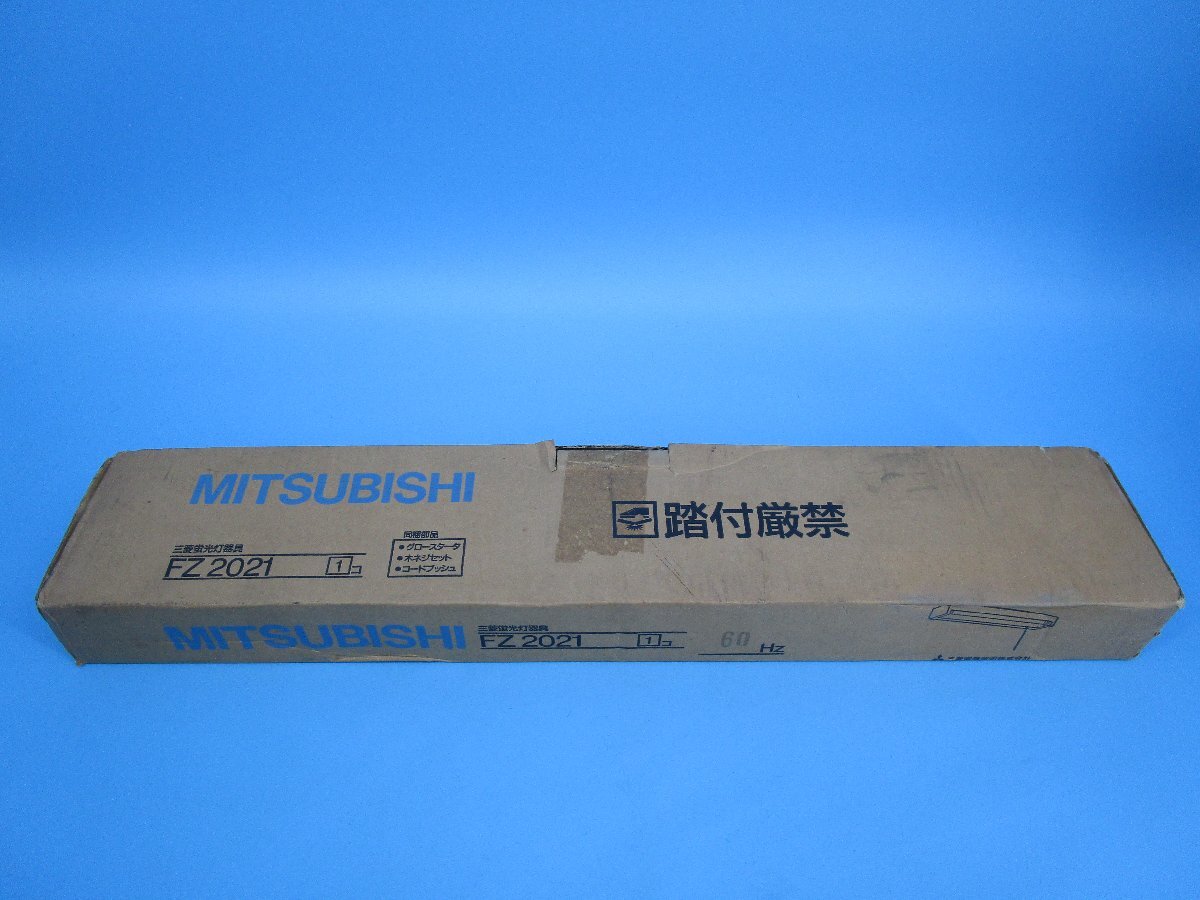 MITSUBISHI
三菱蛍光灯器具
FZ 2021 1コ
同梱部品
●グロースタータ
●木ネジセット
●コードブッシュ
踏付厳禁
MITSUBISHI
三菱蛍光灯器具
FZ 2021 1コ
60 Hz